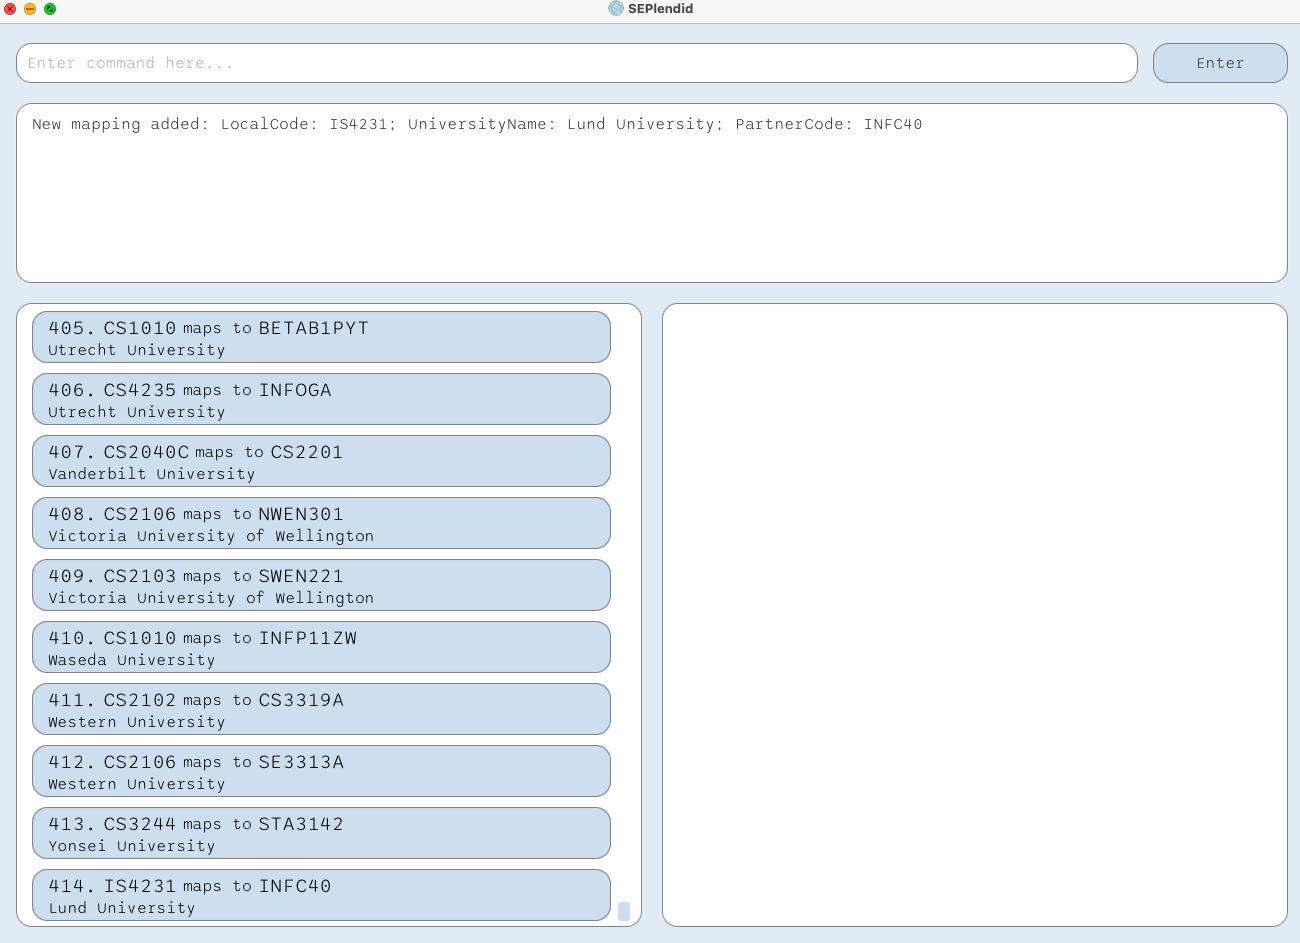 SEPlendid
Enter command here...
Enter
New mapping added: LocalCode: IS4231; UniversityName: Lund University; PartnerCode: INFC40
405. CS1010 maps to BETAB1PYT
Utrecht University
406. CS4235 maps to INFOGA
Utrecht University
407. CS2040C maps to CS2201
Vanderbilt University
408. CS2106 maps to NWEN301
Victoria University of Wellington
409. CS2103 maps to SWEN221
Victoria University of Wellington
410. CS1010 maps to INFP11ZW
Waseda University
411. CS2102 maps to CS3319A
Western University
412. CS2106 maps to SE3313A
Western University
413. CS3244 maps to STA3142
Yonsei University
414. IS4231 maps to INFC40
Lund University